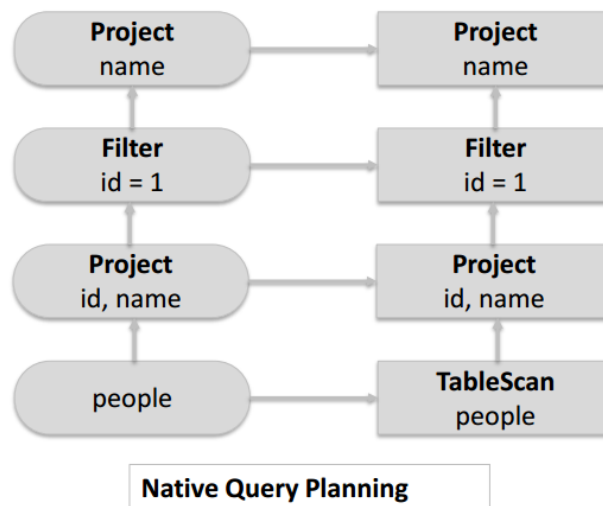 Project
name
Project
name
Filter
id = 1
Filter
id = 1
Project
id, name
Project
id, name
people
TableScan
people
Native Query Planning